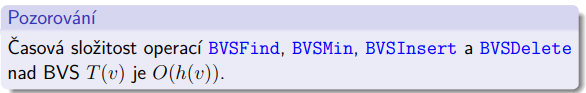 Pozorování
Časová složitost operací BVSFind, BVSMin, BVSInsert a BVSDelete
nad BVS T(v) je O(h(v)).